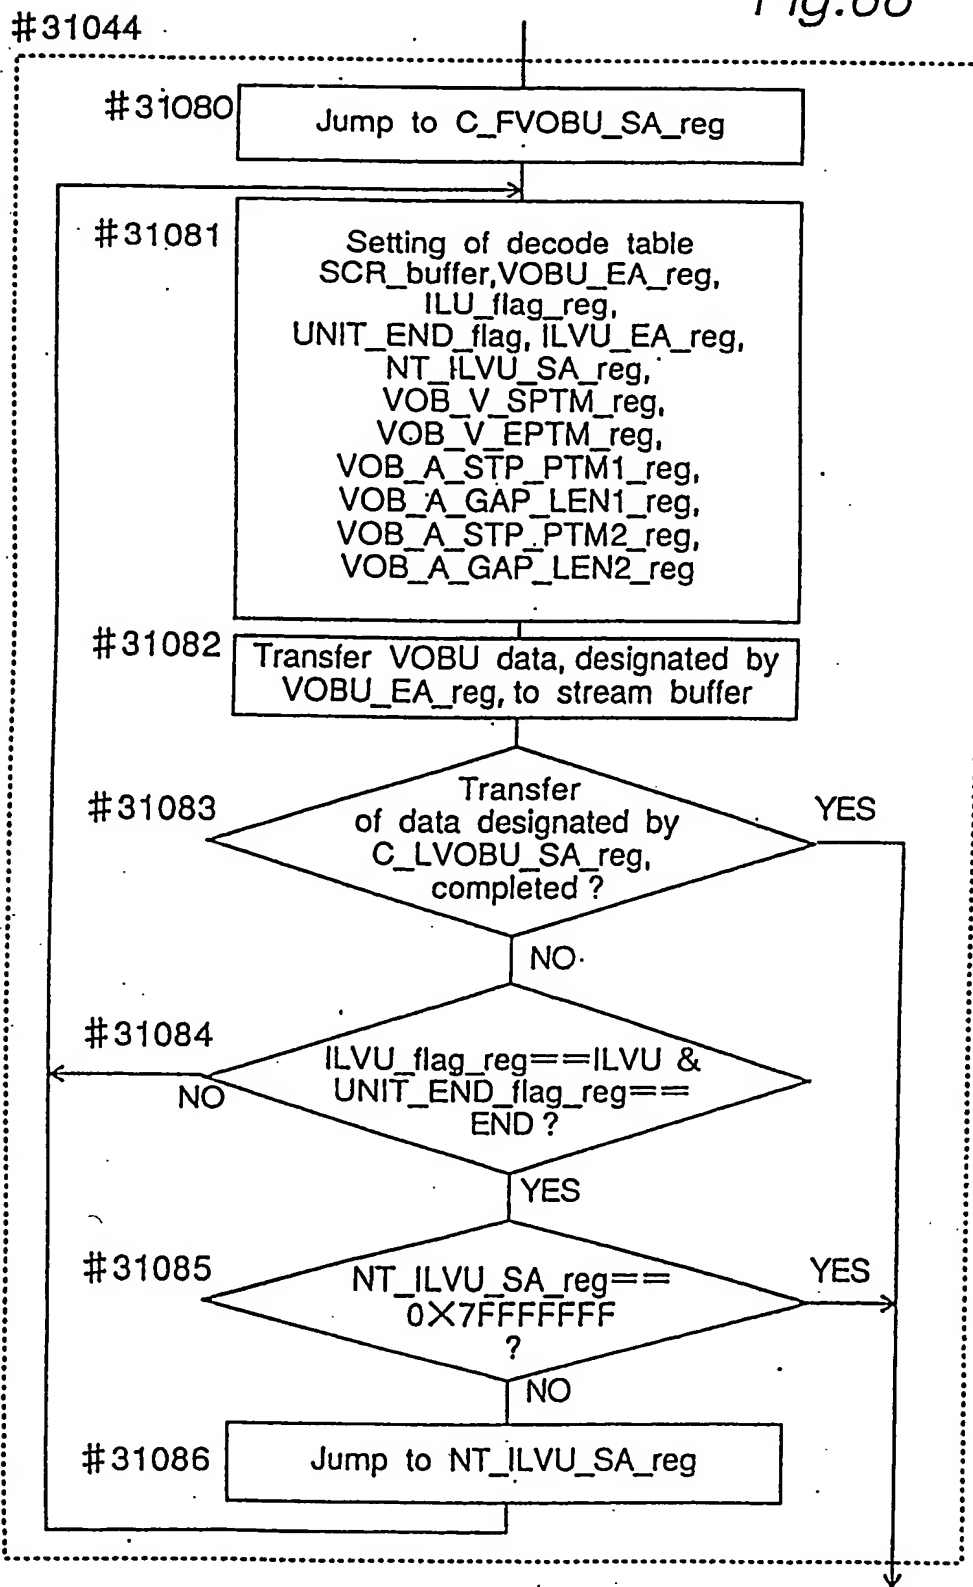 #31044
#31080
Jump to C_FVOBU_SA_reg
#31081
Setting of decode table
SCR_buffer,VOBU_EA_reg,
ILU_flag_reg,
UNIT_END_flag, ILVU_EA_reg,
NT_ILVU_SA_reg,
VOB_V_SPTM_reg,
VOB_V_EPTM_reg,
VOB_A_STP_PTM1_reg,
VOB_A_GAP_LEN1_reg,
VOB_A_STP_PTM2_reg,
VOB_A_GAP_LEN2_reg
#31082
Transfer VOBU data, designated by
VOBU_EA_reg, to stream buffer
#31083
Transfer
of data designated by
C_LVOBU_SA_reg,
completed ?
YES
NO
#31084
ILVU_flag_reg==ILVU &
UNIT_END_flag_reg==
END ?
NO
YES
#31085
NT_ILVU_SA_reg==
0X7FFFFFFF
?
YES
NO
#31086
Jump to NT_ILVU_SA_reg